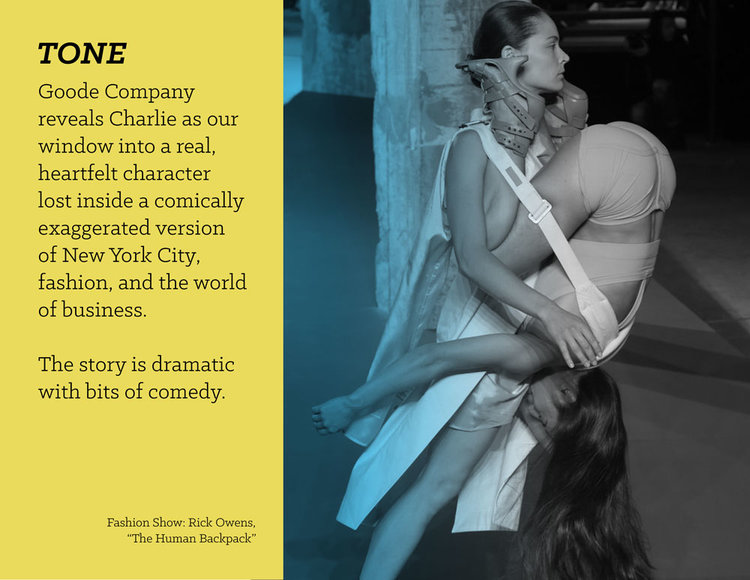 TONE
Goode Company
reveals Charlie as our
window into a real,
heartfelt character
lost inside a comically
exaggerated version
of New York City,
fashion, and the world
of business.
The story is dramatic
with bits of comedy.
Fashion Show: Rick Owens,
“The Human Backpack”